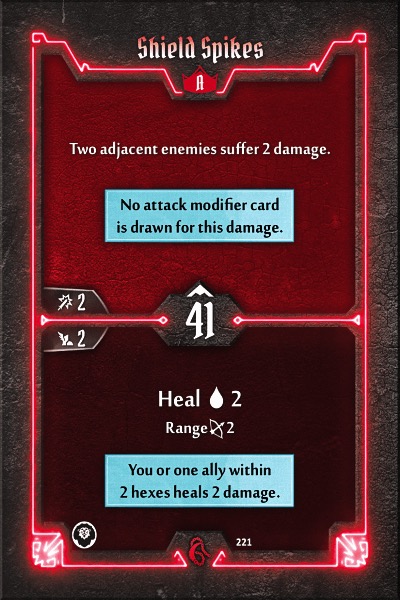 Shield Spikes
A
Two adjacent enemies suffer 2 damage.
No attack modifier card
is drawn for this damage.
2
41
2
Heal 2
Range 2
You or one ally within
2 hexes heals 2 damage.
221